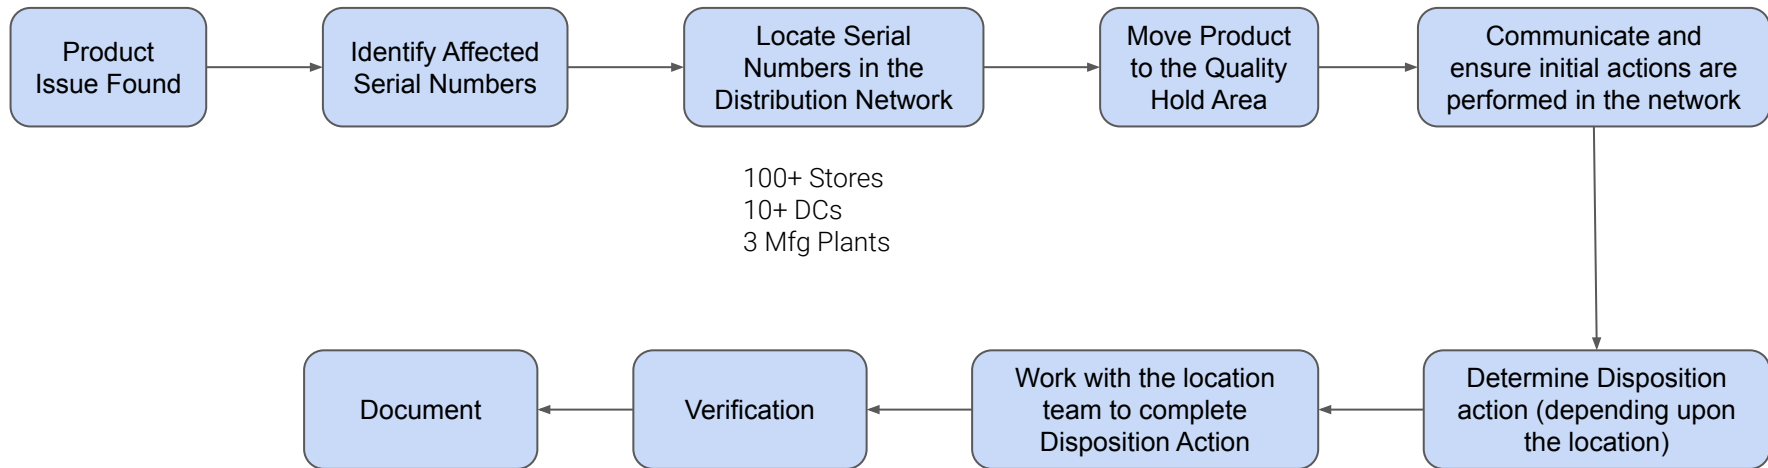 Product
Issue Found
Identify Affected
Serial Numbers
Locate Serial
Numbers in the
Distribution Network
Move Product
to the Quality
Hold Area
Communicate and
ensure initial actions are
performed in the network
100+ Stores
10+ DCs
3 Mfg Plants
Determine Disposition
action (depending upon
the location)
Work with the location
team to complete
Disposition Action
Verification
Document